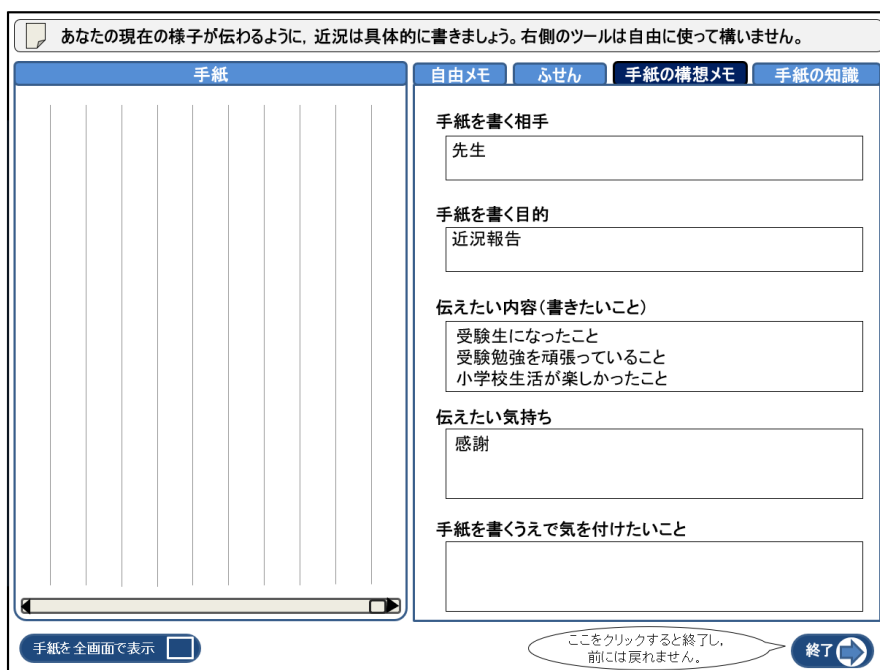 あなたの現在の様子が伝わるように，近況は具体的に書きましょう。右側のツールは自由に使って構いません。
手紙
自由メモ
ふせん
手紙の構想メモ
手紙の知識
手紙を書く相手
先生
手紙を書く目的
近況報告
伝えたい内容（書きたいこと）
受験生になったこと
受験勉強を頑張っていること
小学校生活が楽しかったこと
伝えたい気持ち
感謝
手紙を書くうえで気を付けたいこと
手紙を全画面で表示
ここをクリックすると終了し，
前には戻れません。
終了